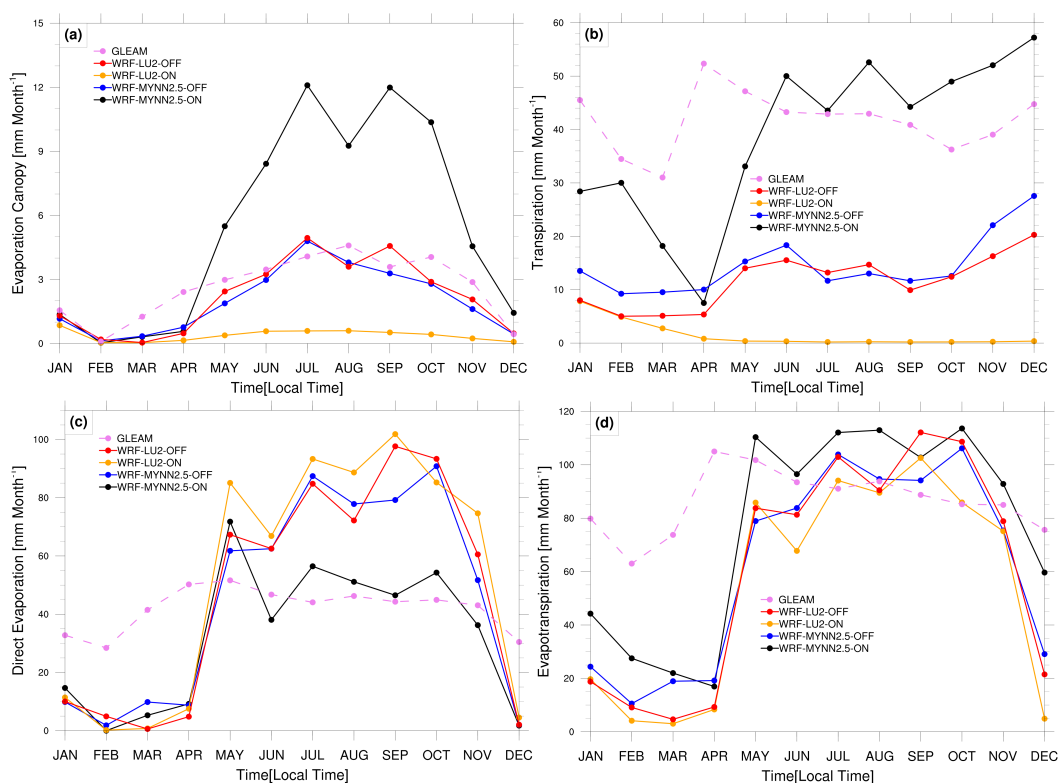 (a)
GLEAM
WRF-LU2-OFF
WRF-LU2-ON
WRF-MYNN2.5-OFF
WRF-MYNN2.5-ON
15
12
9
6
3
0
Evaporation Canopy [mm Month⁻¹]
JAN FEB MAR APR MAY JUN JUL AUG SEP OCT NOV DEC
Time[Local Time]
(b)
60
50
40
30
20
10
0
Transpiration [mm Month⁻¹]
GLEAM
WRF-LU2-OFF
WRF-LU2-ON
WRF-MYNN2.5-OFF
WRF-MYNN2.5-ON
JAN FEB MAR APR MAY JUN JUL AUG SEP OCT NOV DEC
Time[Local Time]
(c)
GLEAM
WRF-LU2-OFF
WRF-LU2-ON
WRF-MYNN2.5-OFF
WRF-MYNN2.5-ON
100
80
60
40
20
0
Direct Evaporation [mm Month⁻¹]
JAN FEB MAR APR MAY JUN JUL AUG SEP OCT NOV DEC
Time[Local Time]
(d)
120
100
80
60
40
20
0
Evapotranspiration [mm Month⁻¹]
GLEAM
WRF-LU2-OFF
WRF-LU2-ON
WRF-MYNN2.5-OFF
WRF-MYNN2.5-ON
JAN FEB MAR APR MAY JUN JUL AUG SEP OCT NOV DEC
Time[Local Time]